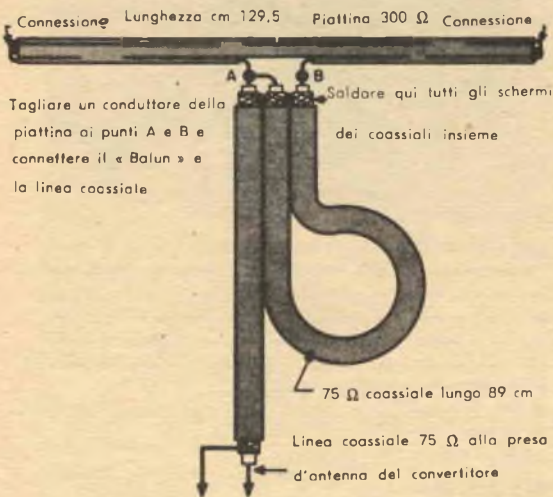 Connessione Lunghezza cm 129,5 Piattina 300 Ω Connessione
A B
Tagliare un conduttore della
piattina ai punti A e B e
connettere il « Balun » e
la linea coassiale
Saldare qui tutti gli schermi
dei coassiali insieme
75 Ω coassiale lungo 89 cm
Linea coassiale 75 Ω alla presa
d'antenna del convertitore